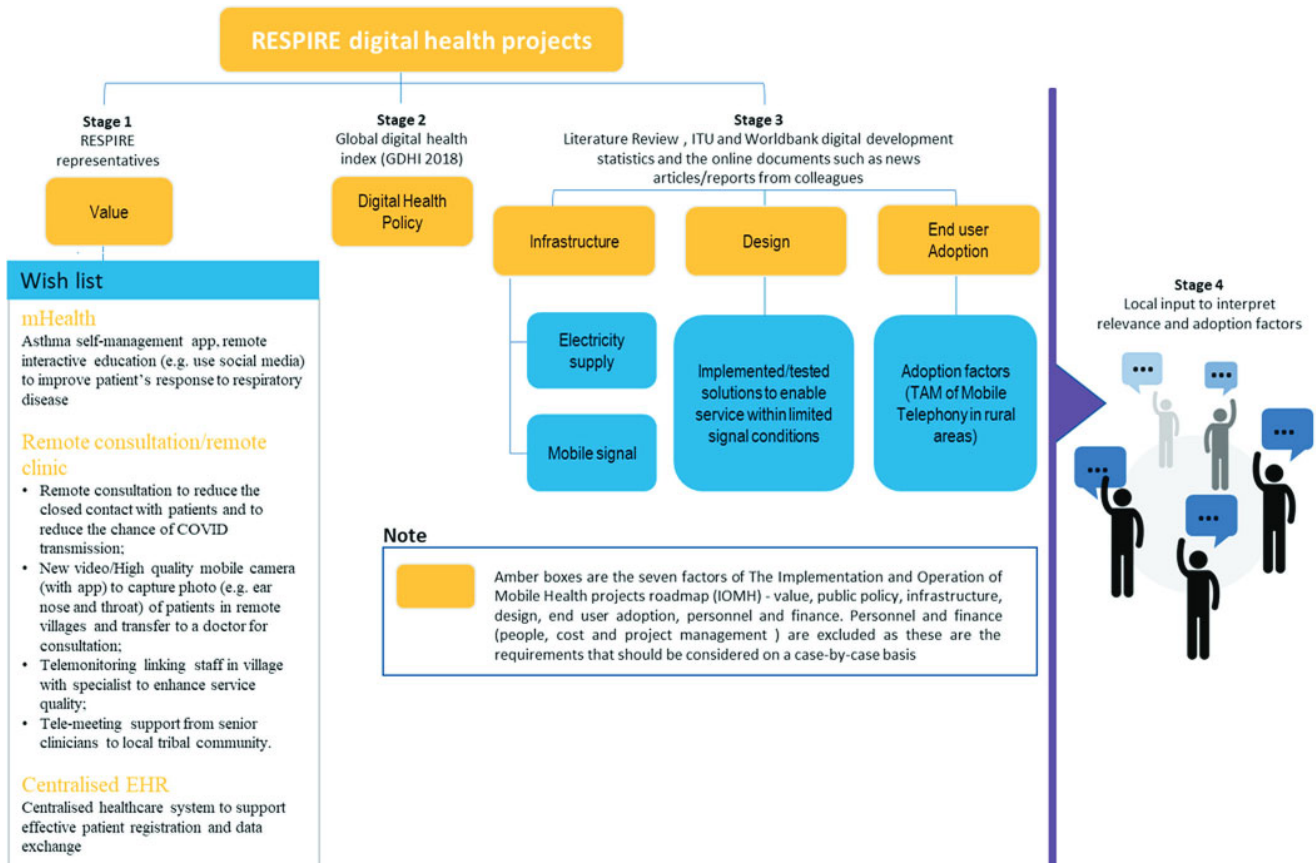 RESPIRE digital health projects
Stage 1
RESPIRE
representatives
Value
Stage 2
Global digital health
index (GDHI 2018)
Digital Health
Policy
Stage 3
Literature Review , ITU and Worldbank digital development
statistics and the online documents such as news
articles/reports from colleagues
Infrastructure
Design
End user
Adoption
Electricity
supply
Mobile signal
Implemented/tested
solutions to enable
service within limited
signal conditions
Adoption factors
(TAM of Mobile
Telephony in rural
areas)
Wish list
mHealth
Asthma self-management app, remote
interactive education (e.g. use social media)
to improve patient's response to respiratory
disease
Remote consultation/remote
clinic
• Remote consultation to reduce the
closed contact with patients and to
reduce the chance of COVID
transmission;
• New video/High quality mobile camera
(with app) to capture photo (e.g. ear
nose and throat) of patients in remote
villages and transfer to a doctor for
consultation;
• Telemonitoring linking staff in village
with specialist to enhance service
quality;
• Tele-meeting support from senior
clinicians to local tribal community.
Centralised EHR
Centralised healthcare system to support
effective patient registration and data
exchange
Note
Amber boxes are the seven factors of The Implementation and Operation of
Mobile Health projects roadmap (IOMH) - value, public policy, infrastructure,
design, end user adoption, personnel and finance. Personnel and finance
(people, cost and project management ) are excluded as these are the
requirements that should be considered on a case-by-case basis
Stage 4
Local input to interpret
relevance and adoption factors